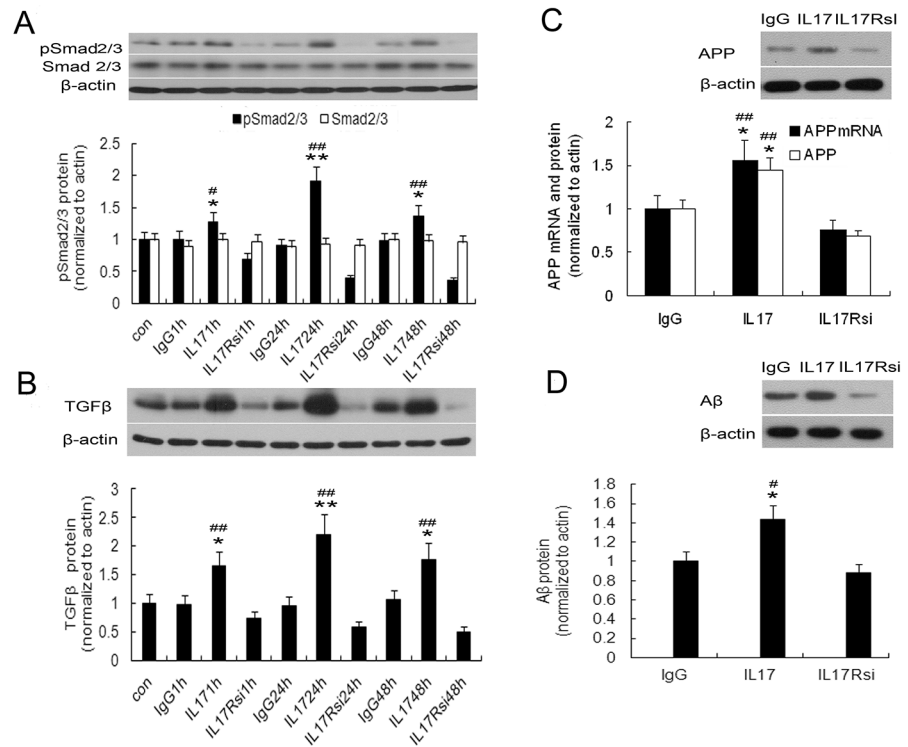 A
pSmad2/3
Smad 2/3
β-actin
pSmad2/3 Smad2/3
pSmad2/3 protein
(normalized to actin)
2.5
2
1.5
1
0.5
0
#
*
##
**
##
*
con
IgG1h
IL171h
IL17Rsi1h
IgG24h
IL1724h
IL17Rsi24h
IgG48h
IL1748h
IL17Rsi48h
B
TGFβ
β-actin
TGFβ protein
(normalized to actin)
3
2.5
2
1.5
1
0.5
0
##
*
##
**
##
*
con
IgG1h
IL171h
IL17Rsi1h
IgG24h
IL1724h
IL17Rsi24h
IgG48h
IL1748h
IL17Rsi48h
C
IgG IL17 IL17RsI
APP
β-actin
APP mRNA and protein
(normalized to actin)
2
1.5
1
0.5
0
##
*
##
*
APPmRNA
APP
IgG
IL17
IL17Rsi
D
IgG IL17 IL17Rsi
Aβ
β-actin
Aβ protein
(normalized to actin)
1.8
1.6
1.4
1.2
1
0.8
0.6
0.4
0.2
0
#
*
IgG
IL17
IL17Rsi